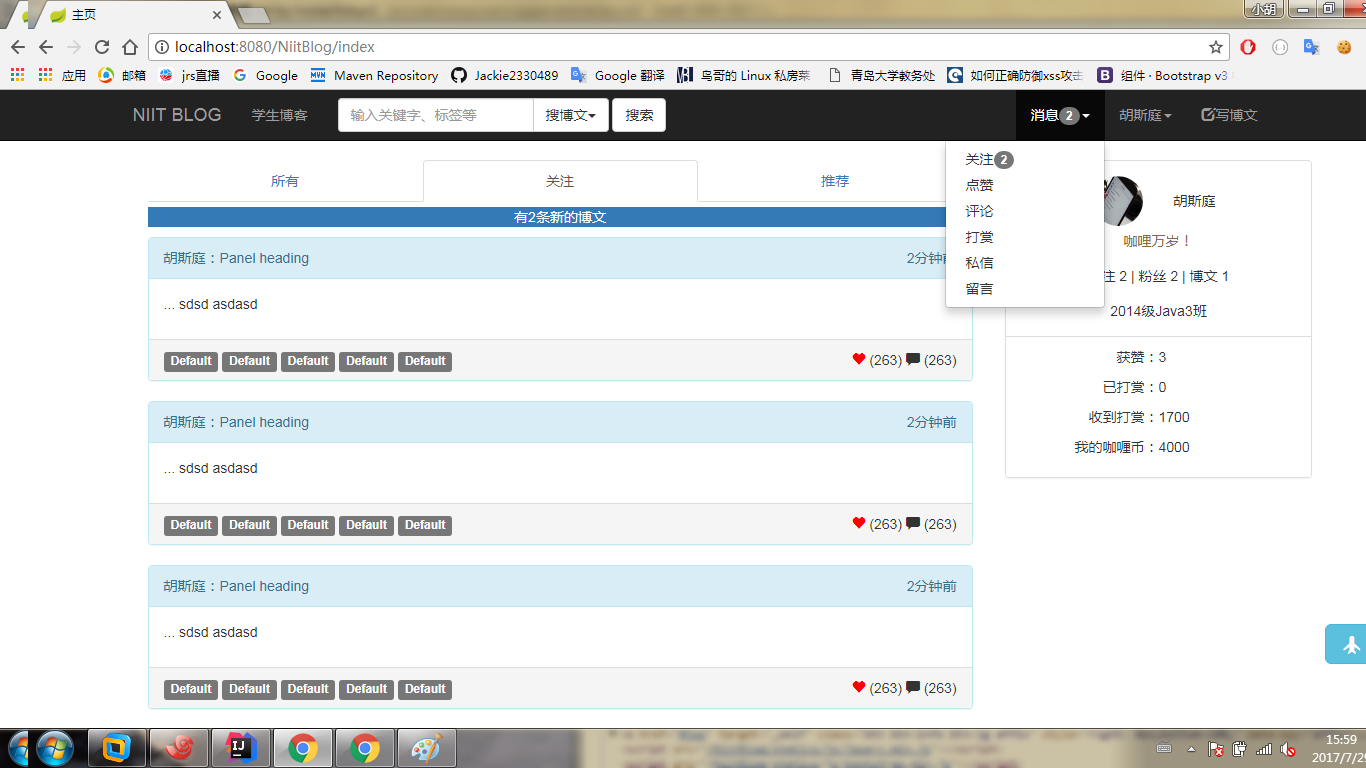 小胡
主页
localhost:8080/NiitBlog/index
应用 邮箱 jrs直播 Google Maven Repository Jackie2330489 Google 翻译 鸟哥的 Linux 私房菜 青岛大学教务处 如何正确防御xss攻击 组件 · Bootstrap v3
NIIT BLOG 学生博客 输入关键字、标签等 搜博文 搜索 消息 2 胡斯庭 写博文
所有 关注 推荐
有2条新的博文
关注 2
点赞
评论
打赏
私信
留言
胡斯庭：Panel heading 2分钟前
... sdsd asdasd
Default Default Default Default Default (263) (263)
胡斯庭：Panel heading 2分钟前
... sdsd asdasd
Default Default Default Default Default (263) (263)
胡斯庭：Panel heading 2分钟前
... sdsd asdasd
Default Default Default Default Default (263) (263)
胡斯庭
咖哩万岁！
注 2 | 粉丝 2 | 博文 1
2014级Java3班
获赞：3
已打赏：0
收到打赏：1700
我的咖喱币：4000
IJ
15:59
2017/7/29